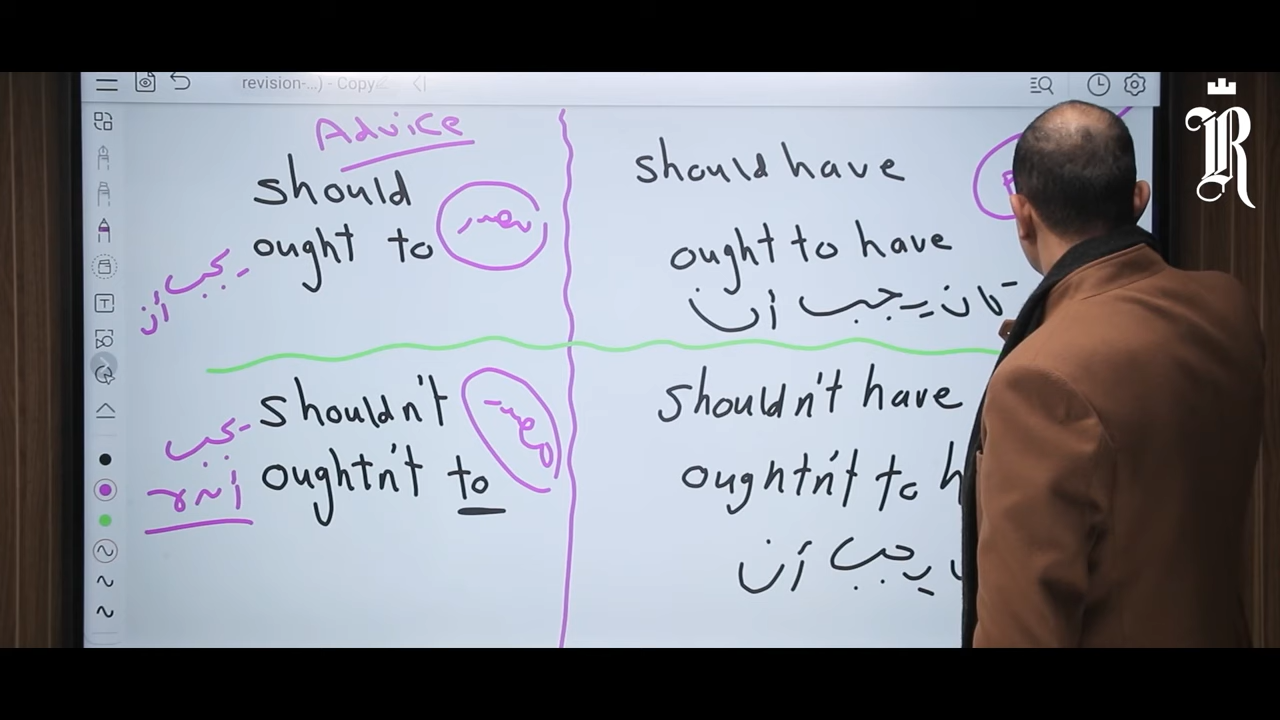 revision-...) - Copy
Advice
should
ought to
مصدر
يجب أن
should have
ought to have
كان يجب أن
shouldn't
oughtn't to
مصدر
يجب
shouldn't have
oughtn't to
يجب أن
R